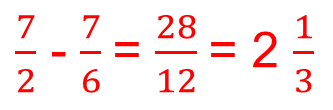 7/2 - 7/6 = 28/12 = 2 1/3